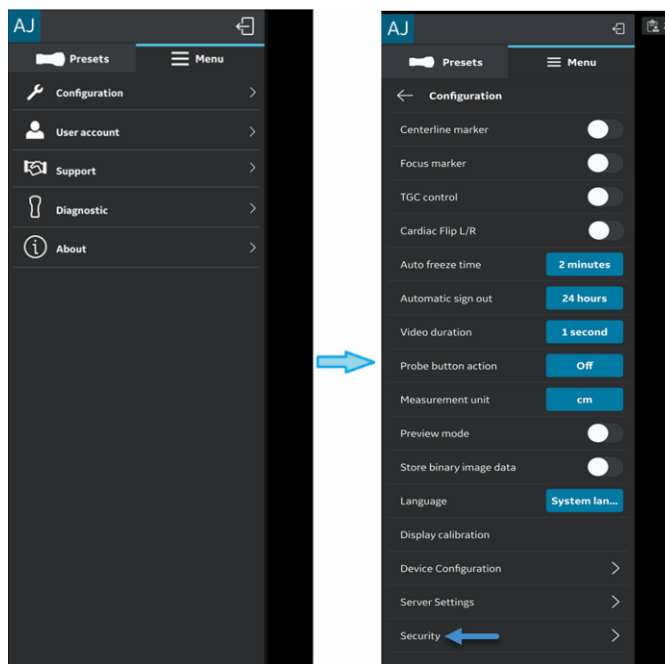 AJ
Presets
Menu
Configuration
User account
Support
Diagnostic
About
AJ
Presets
Menu
Configuration
Centerline marker
Focus marker
TGC control
Cardiac Flip L/R
Auto freeze time 2 minutes
Automatic sign out 24 hours
Video duration 1 second
Probe button action Off
Measurement unit cm
Preview mode
Store binary image data
Language System lan...
Display calibration
Device Configuration
Server Settings
Security